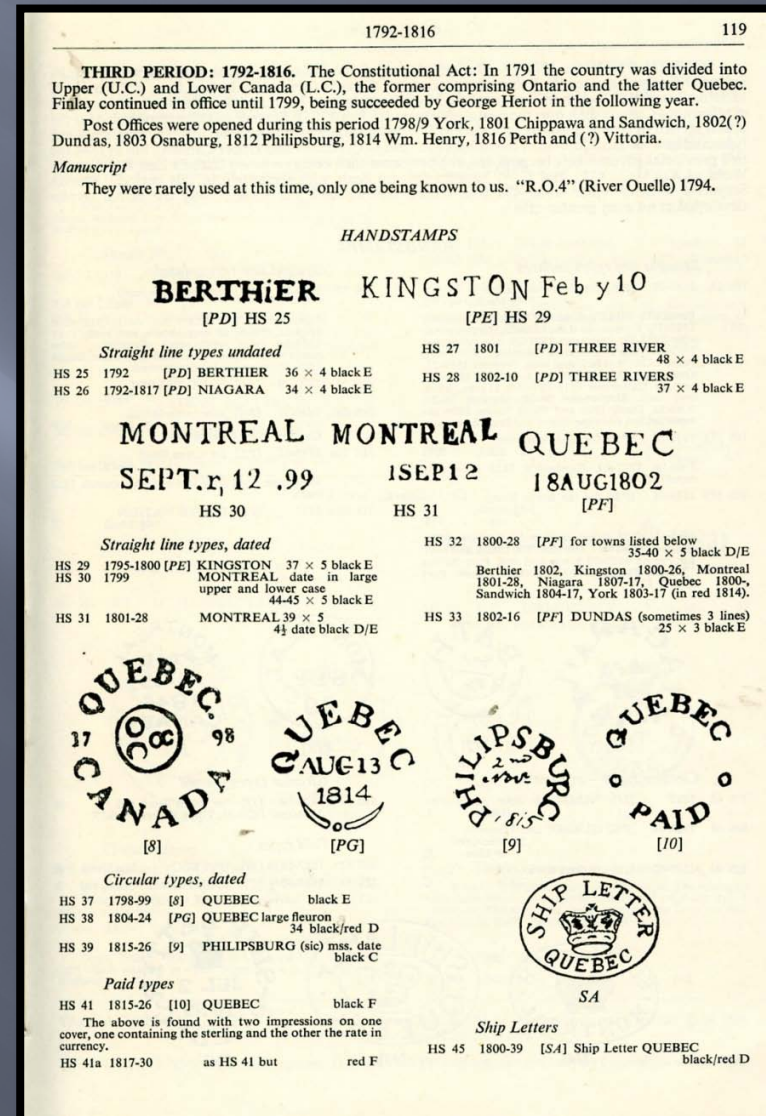 1792-1816 119
THIRD PERIOD: 1792-1816. The Constitutional Act: In 1791 the country was divided into
Upper (U.C.) and Lower Canada (L.C.), the former comprising Ontario and the latter Quebec.
Finlay continued in office until 1799, being succeeded by George Heriot in the following year.
Post Offices were opened during this period 1798/9 York, 1801 Chippawa and Sandwich, 1802(?)
Dundas, 1803 Osnaburg, 1812 Philipsburg, 1814 Wm. Henry, 1816 Perth and (?) Vittoria.
Manuscript
They were rarely used at this time, only one being known to us. “R.O.4” (River Ouelle) 1794.
HANDSTAMPS
BERTHiER
[PD] HS 25
KINGSTON Feb y 10
[PE] HS 29
Straight line types undated
HS 25 1792 [PD] BERTHIER 36 × 4 black E
HS 26 1792-1817 [PD] NIAGARA 34 × 4 black E
HS 27 1801 [PD] THREE RIVER
48 × 4 black E
HS 28 1802-10 [PD] THREE RIVERS
37 × 4 black E
MONTREAL
SEPT.r, 12 .99
HS 30
MONTREAL
1SEP12
HS 31
QUEBEC
18AUG1802
[PF]
Straight line types, dated
HS 29 1795-1800 [PE] KINGSTON 37 × 5 black E
HS 30 1799 MONTREAL date in large
upper and lower case
44-45 × 5 black E
HS 31 1801-28 MONTREAL 39 × 5
4½ date black D/E
HS 32 1800-28 [PF] for towns listed below
35-40 × 5 black D/E
Berthier 1802, Kingston 1800-26, Montreal
1801-28, Niagara 1807-17, Quebec 1800-,
Sandwich 1804-17, York 1803-17 (in red 1814).
HS 33 1802-16 [PF] DUNDAS (sometimes 3 lines)
25 × 3 black E
QUEBEC.
17 98
CANADA
[8]
QUEBEC
AUG 13
1814
[PG]
PHILIPSBURG
2nd
1815
[9]
QUEBEC
PAID
[10]
Circular types, dated
HS 37 1798-99 [8] QUEBEC black E
HS 38 1804-24 [PG] QUEBEC large fleuron
34 black/red D
HS 39 1815-26 [9] PHILIPSBURG (sic) mss. date
black C
Paid types
HS 41 1815-26 [10] QUEBEC black F
The above is found with two impressions on one
cover, one containing the sterling and the other the rate in
currency.
HS 41a 1817-30 as HS 41 but red F
SHIP LETTER
QUEBEC
SA
Ship Letters
HS 45 1800-39 [SA] Ship Letter QUEBEC
black/red D